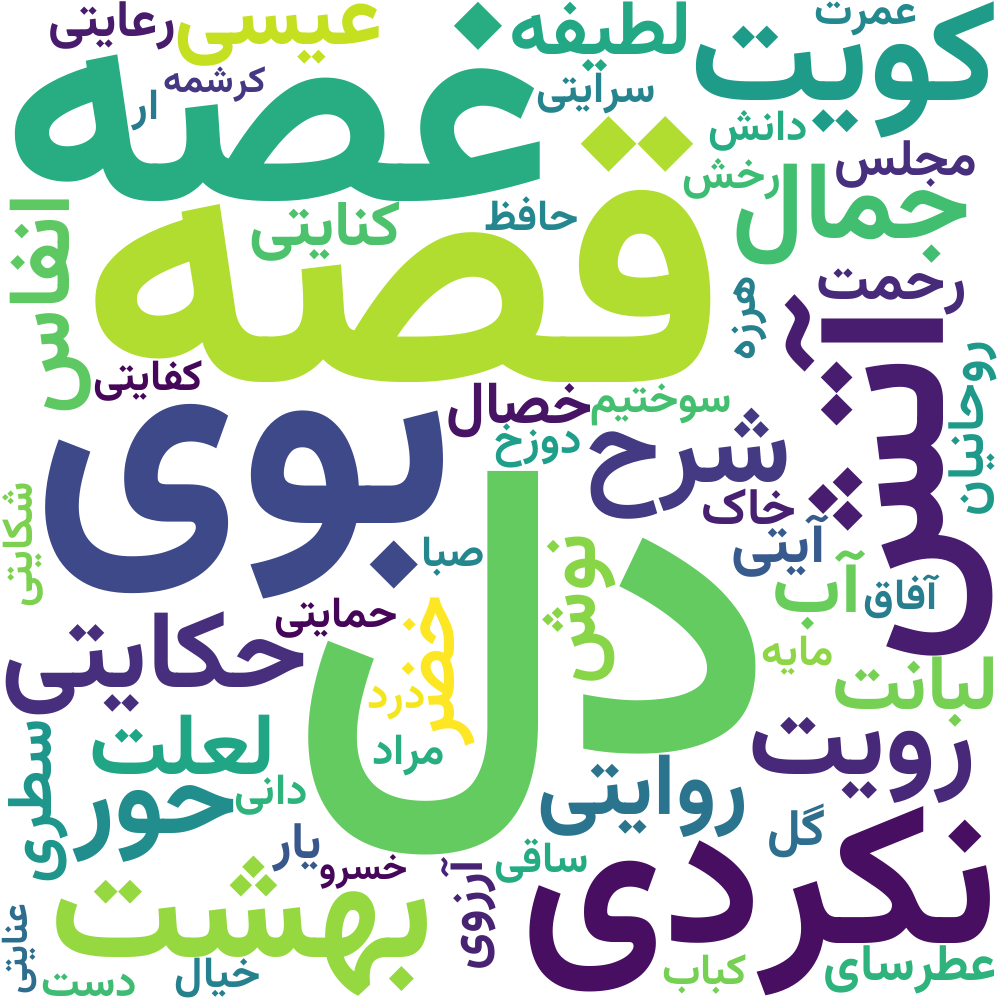 عمرت
کویت
لطیفه
عیسی
رعایتی
کرشمه
سرایتی
ار
غصه
دانش
مجلس
رخش
جمال
حافظ
کنایتی
انفاس
قصه
رحمت
هرزه
آتش
روحانیان
کفایتی
خصال
سوختیم
دوزخ
شرح
خاک
بوی
شکایتی
صبا
نوش
آیتی
آب
آفاق
حمایتی
خضر
حکایتی
دل
مایه
لبانت
درد
مراد
رویت
لعلت
سطری
حور
دانی
روایتی
گل
یار
ساقی
خسرو
آرزوی
نکردی
بهشت
عنایتی
خیال
دست
کباب
عطرسای